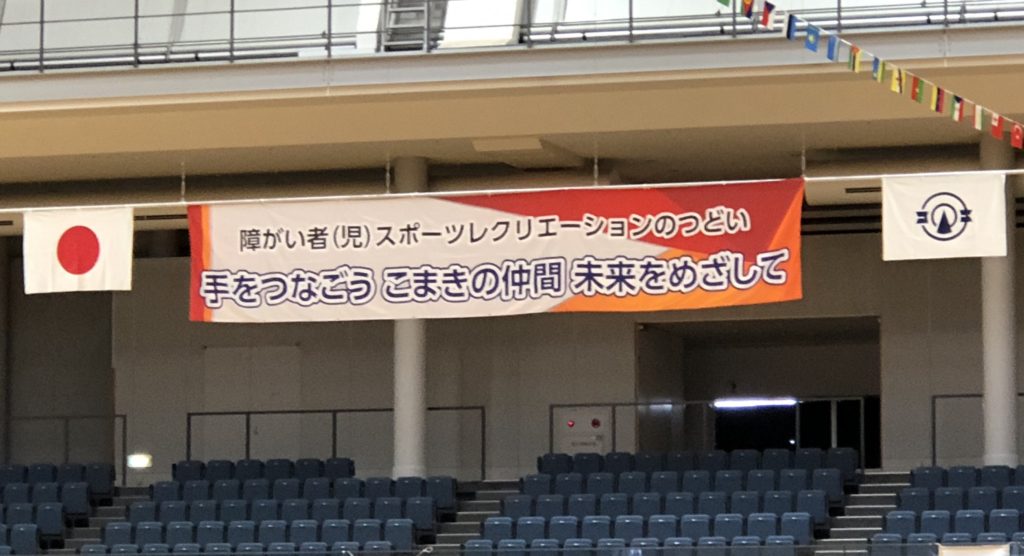 障がい者（児）スポーツレクリエーションのつどい
手をつなごう こまきの仲間 未来をめざして